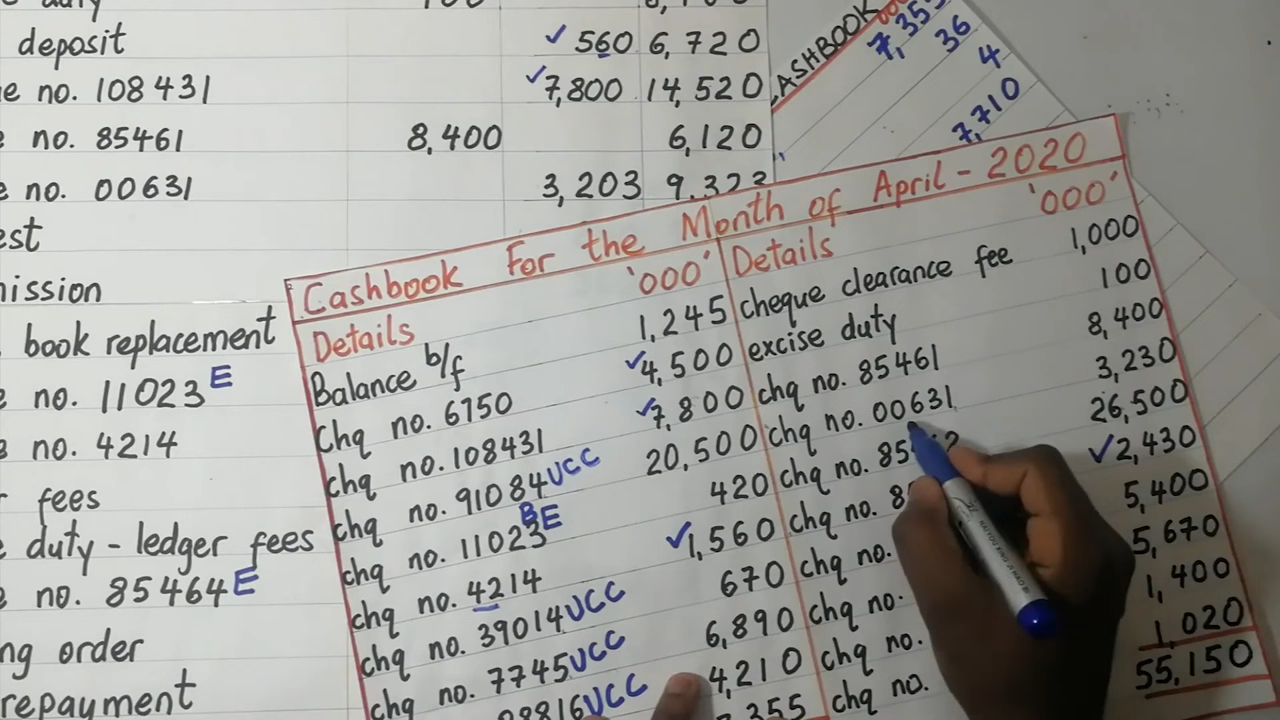 deposit ✓ 560 6,720
e no. 108431 ✓ 7,800 14,520
no. 85461 8,400 6,120
e no. 00631 3,203 9,323
est
ission
book replacement
e no. 11023 E
no. 4214
fees
duty - ledger fees
e no. 85464 E
ng order
repayment
ASHBOOK
36
4
7,710
Cashbook For the Month of April - 2020
Details '000' Details '000'
Balance b/f 1,245 cheque clearance fee 1,000
Chq no. 6750 ✓ 4,500 excise duty 100
chq no. 108431 ✓ 7,800 chq no. 85461 8,400
chq no. 91084 UCC 20,500 chq no. 00631 3,230
chq no. 11023 BE 420 chq no. 26,500
chq no. 4214 ✓ 1,560 chq no. ✓ 2,430
chq no. 39014 UCC 670 chq no. 5,400
chq no. 7745 UCC 6,890 chq no. 5,670
UCC 4,210 chq no. 1,400
chq no. 1,020
55,150